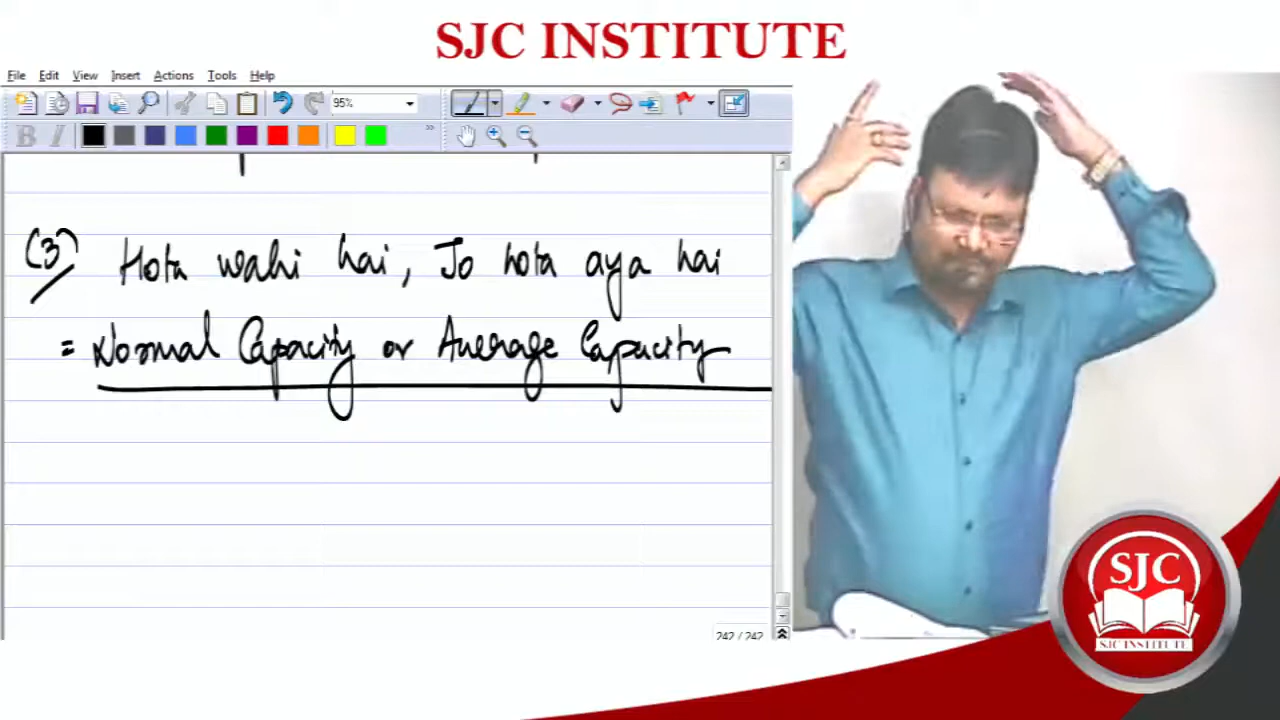 SJC INSTITUTE
File Edit View Insert Actions Tools Help
95%
B I
(3) Hota wahi hai, Jo hota aya hai
= Normal Capacity or Average Capacity
242 / 242
SJC
SJC INSTITUTE